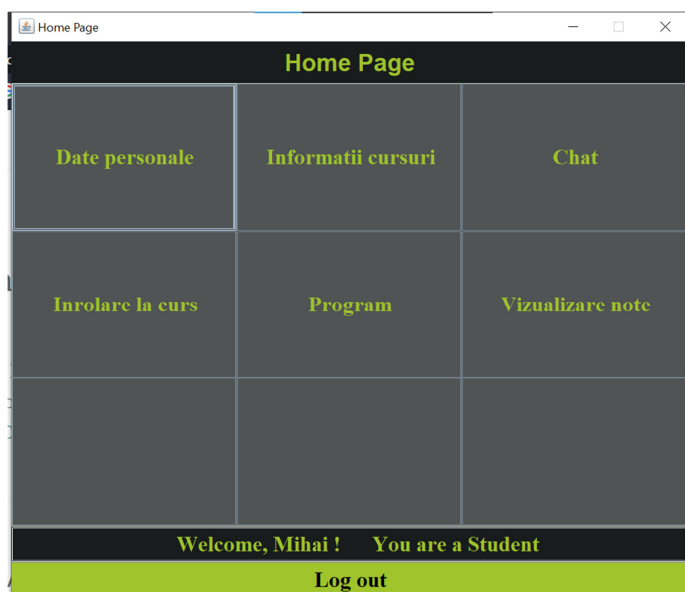 Home Page
Home Page
Date personale
Informatii cursuri
Chat
Inrolare la curs
Program
Vizualizare note
Welcome, Mihai ! You are a Student
Log out